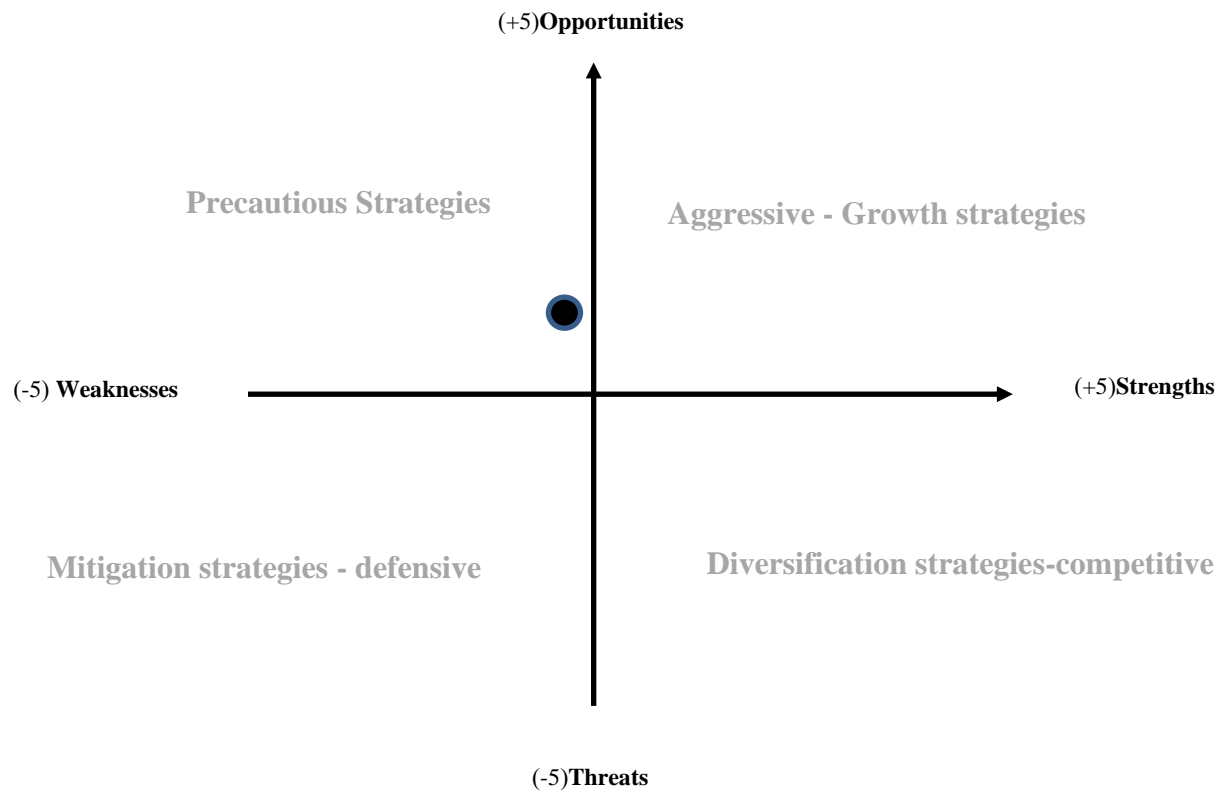 (+5)Opportunities
Precautious Strategies
Aggressive - Growth strategies
(-5) Weaknesses
(+5)Strengths
Mitigation strategies - defensive
Diversification strategies-competitive
(-5)Threats